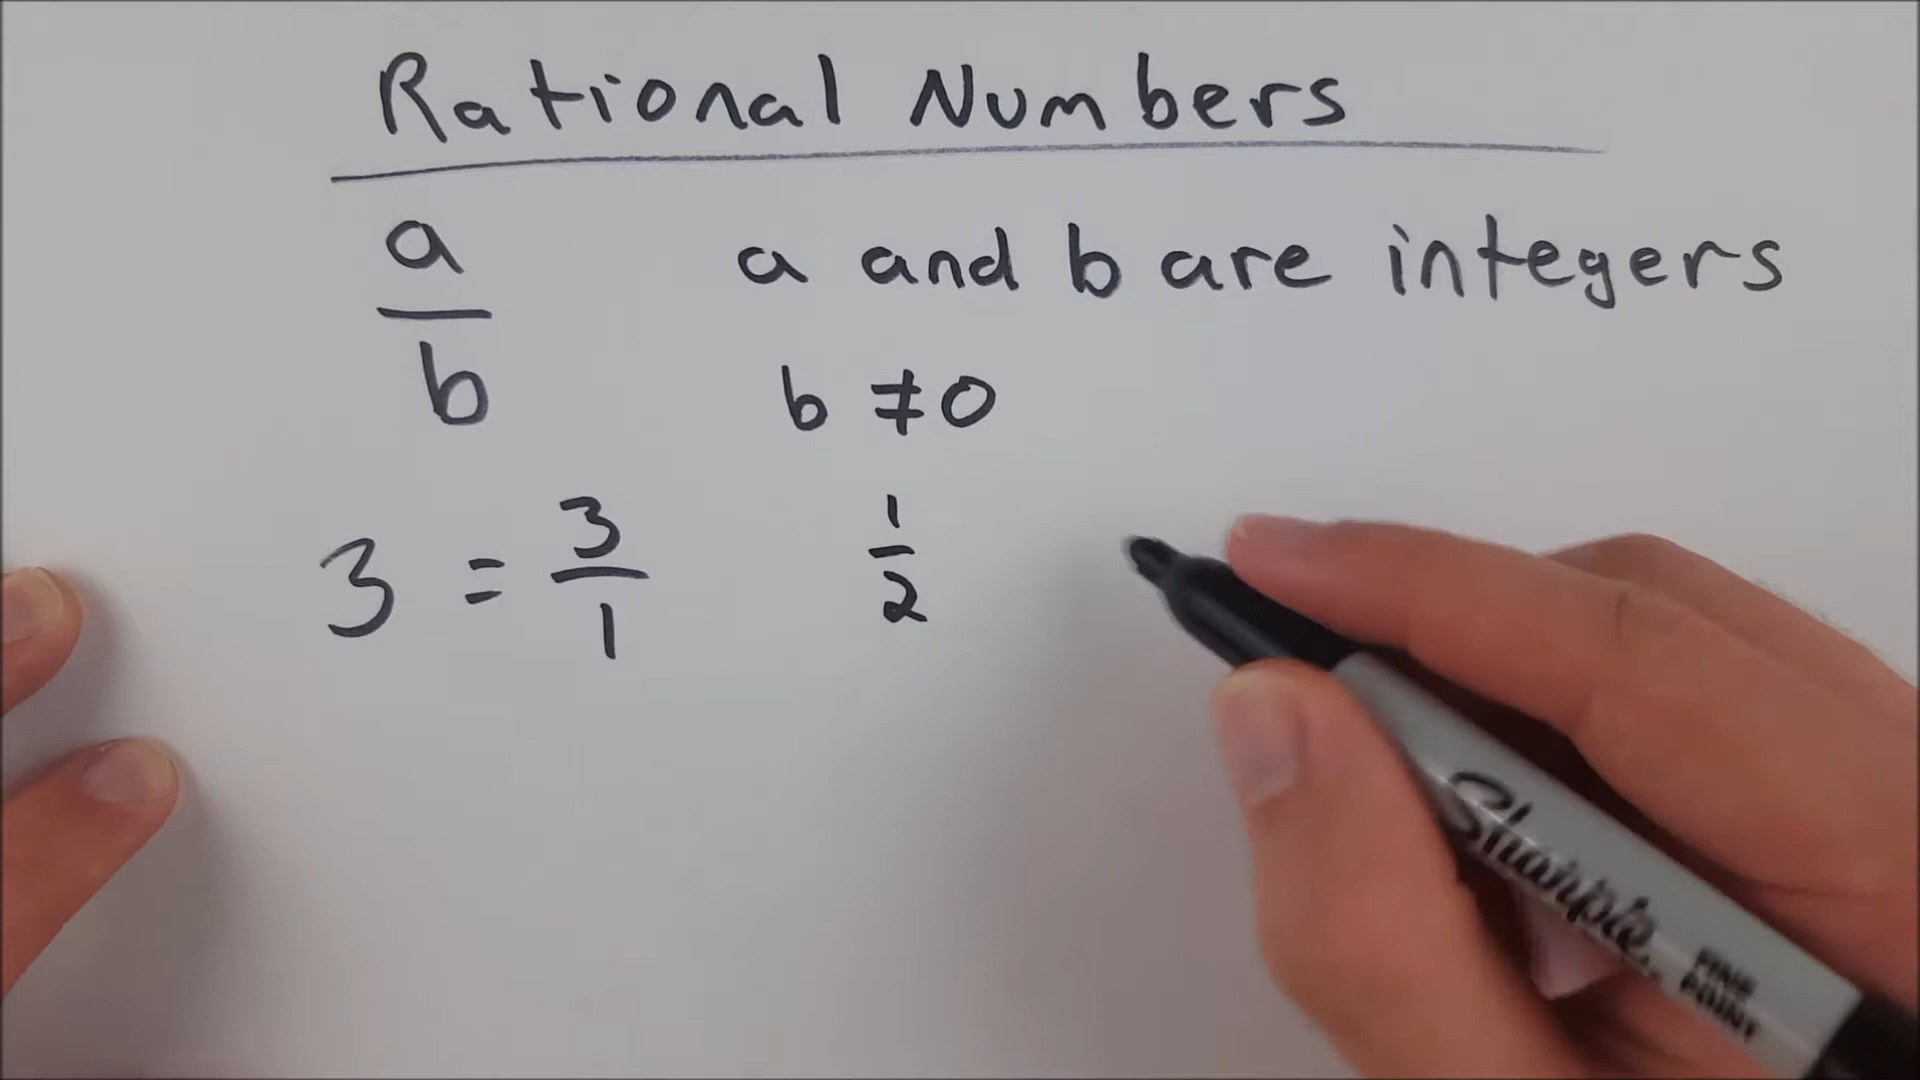 Rational Numbers
a/b a and b are integers
b ≠ 0
3 = 3/1 1/2
Sharpie
FINE
POINT